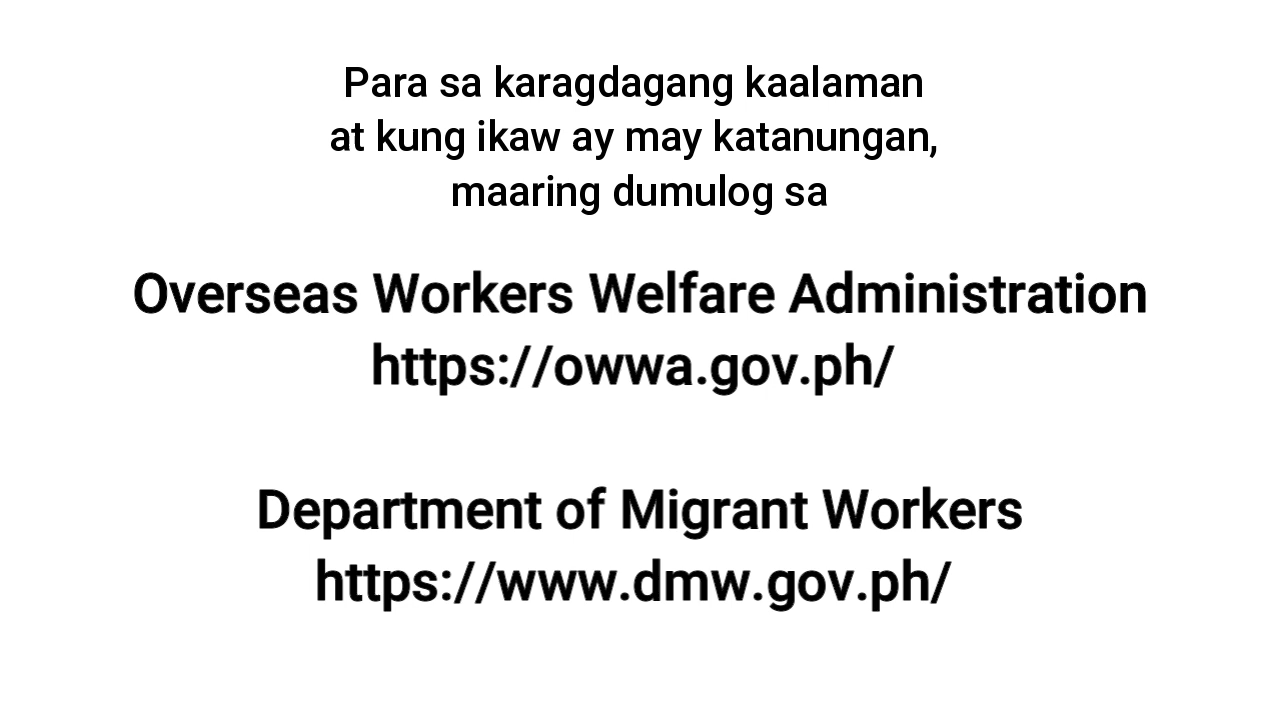 Para sa karagdagang kaalaman
at kung ikaw ay may katanungan,
maaring dumulog sa
Overseas Workers Welfare Administration
https://owwa.gov.ph/
Department of Migrant Workers
https://www.dmw.gov.ph/